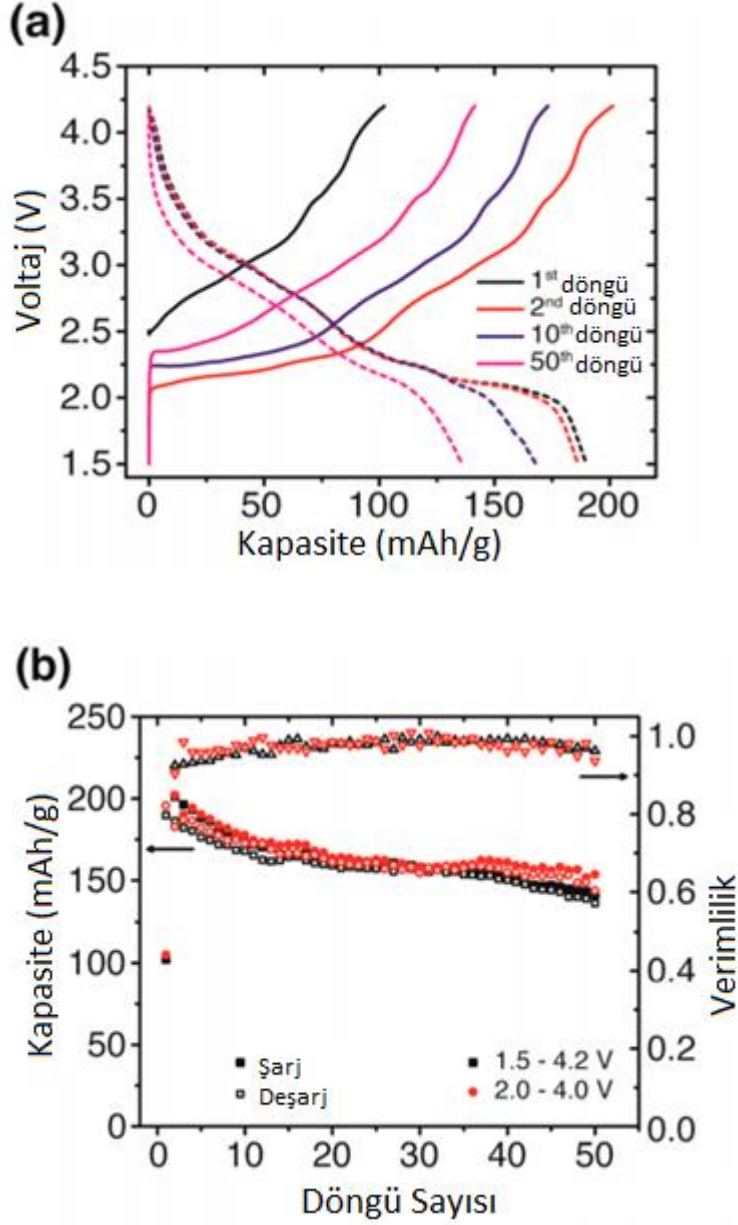 (a)
4.5
4.0
3.5
3.0
2.5
2.0
1.5
Voltaj (V)
1st döngü
2nd döngü
10th döngü
50th döngü
0 50 100 150 200
Kapasite (mAh/g)
(b)
250
200
150
100
50
0
Kapasite (mAh/g)
1.0
0.8
0.6
0.4
0.2
0.0
Verimlilik
Şarj
Deşarj
1.5 - 4.2 V
2.0 - 4.0 V
0 10 20 30 40 50
Döngü Sayısı